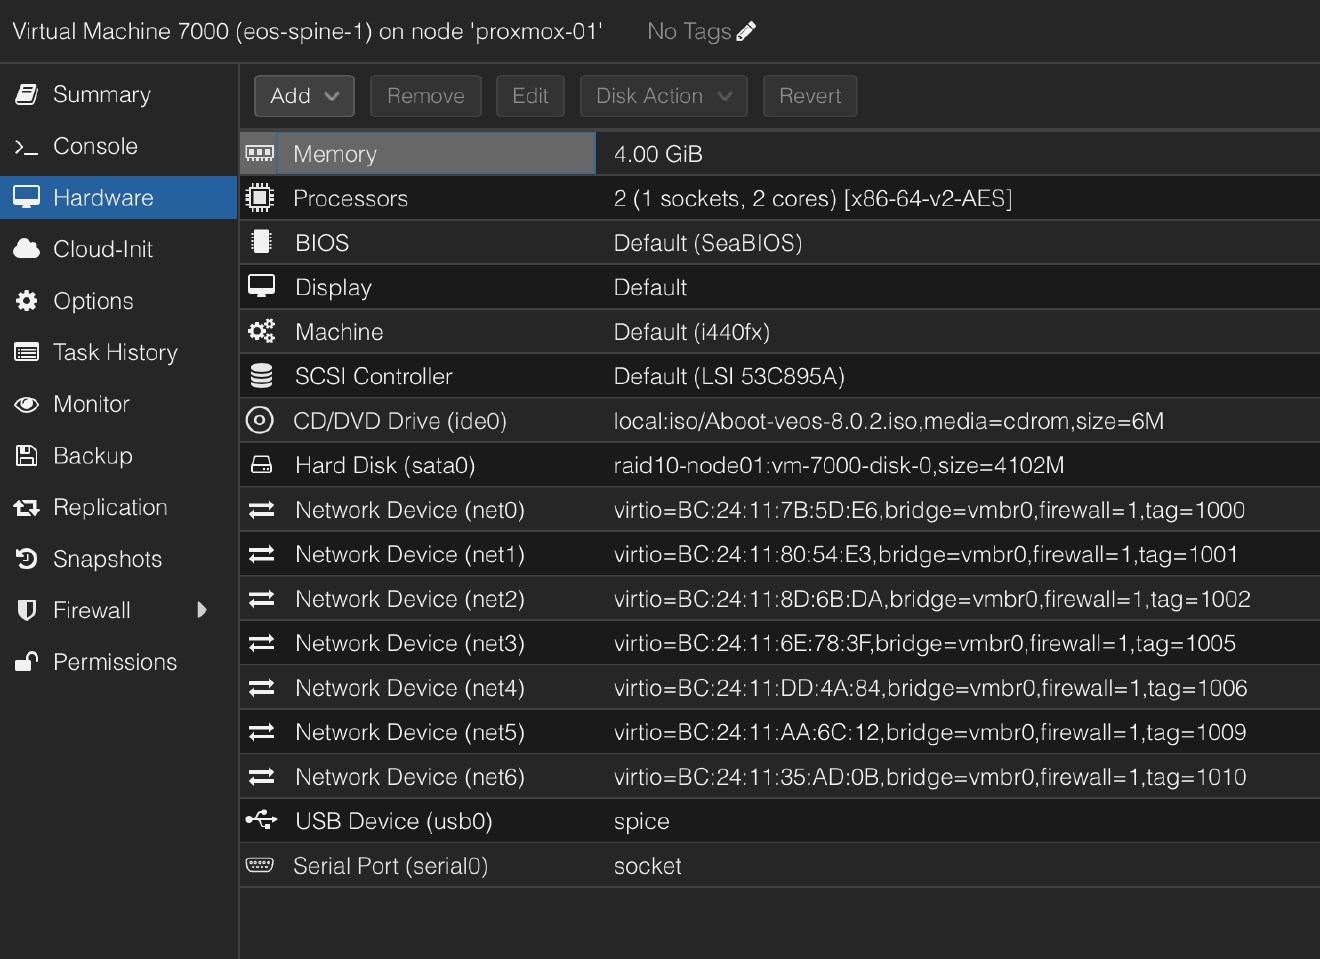 Virtual Machine 7000 (eos-spine-1) on node 'proxmox-01' No Tags
Summary
Console
Hardware
Cloud-Init
Options
Task History
Monitor
Backup
Replication
Snapshots
Firewall
Permissions
Add Remove Edit Disk Action Revert
Memory 4.00 GiB
Processors 2 (1 sockets, 2 cores) [x86-64-v2-AES]
BIOS Default (SeaBIOS)
Display Default
Machine Default (i440fx)
SCSI Controller Default (LSI 53C895A)
CD/DVD Drive (ide0) local:iso/Aboot-veos-8.0.2.iso,media=cdrom,size=6M
Hard Disk (sata0) raid10-node01:vm-7000-disk-0,size=4102M
Network Device (net0) virtio=BC:24:11:7B:5D:E6,bridge=vmbr0,firewall=1,tag=1000
Network Device (net1) virtio=BC:24:11:80:54:E3,bridge=vmbr0,firewall=1,tag=1001
Network Device (net2) virtio=BC:24:11:8D:6B:DA,bridge=vmbr0,firewall=1,tag=1002
Network Device (net3) virtio=BC:24:11:6E:78:3F,bridge=vmbr0,firewall=1,tag=1005
Network Device (net4) virtio=BC:24:11:DD:4A:84,bridge=vmbr0,firewall=1,tag=1006
Network Device (net5) virtio=BC:24:11:AA:6C:12,bridge=vmbr0,firewall=1,tag=1009
Network Device (net6) virtio=BC:24:11:35:AD:0B,bridge=vmbr0,firewall=1,tag=1010
USB Device (usb0) spice
Serial Port (serial0) socket